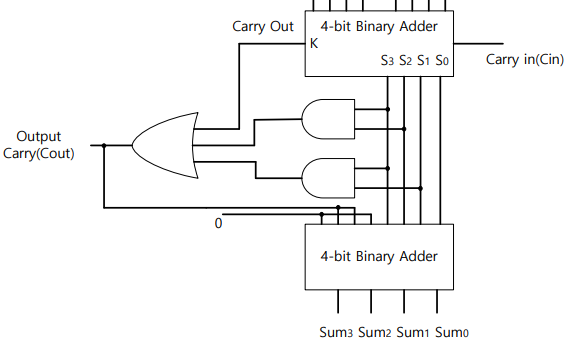 Carry Out
4-bit Binary Adder
K
S3 S2 S1 S0
Carry in(Cin)
Output
Carry(Cout)
0
4-bit Binary Adder
Sum3 Sum2 Sum1 Sum0